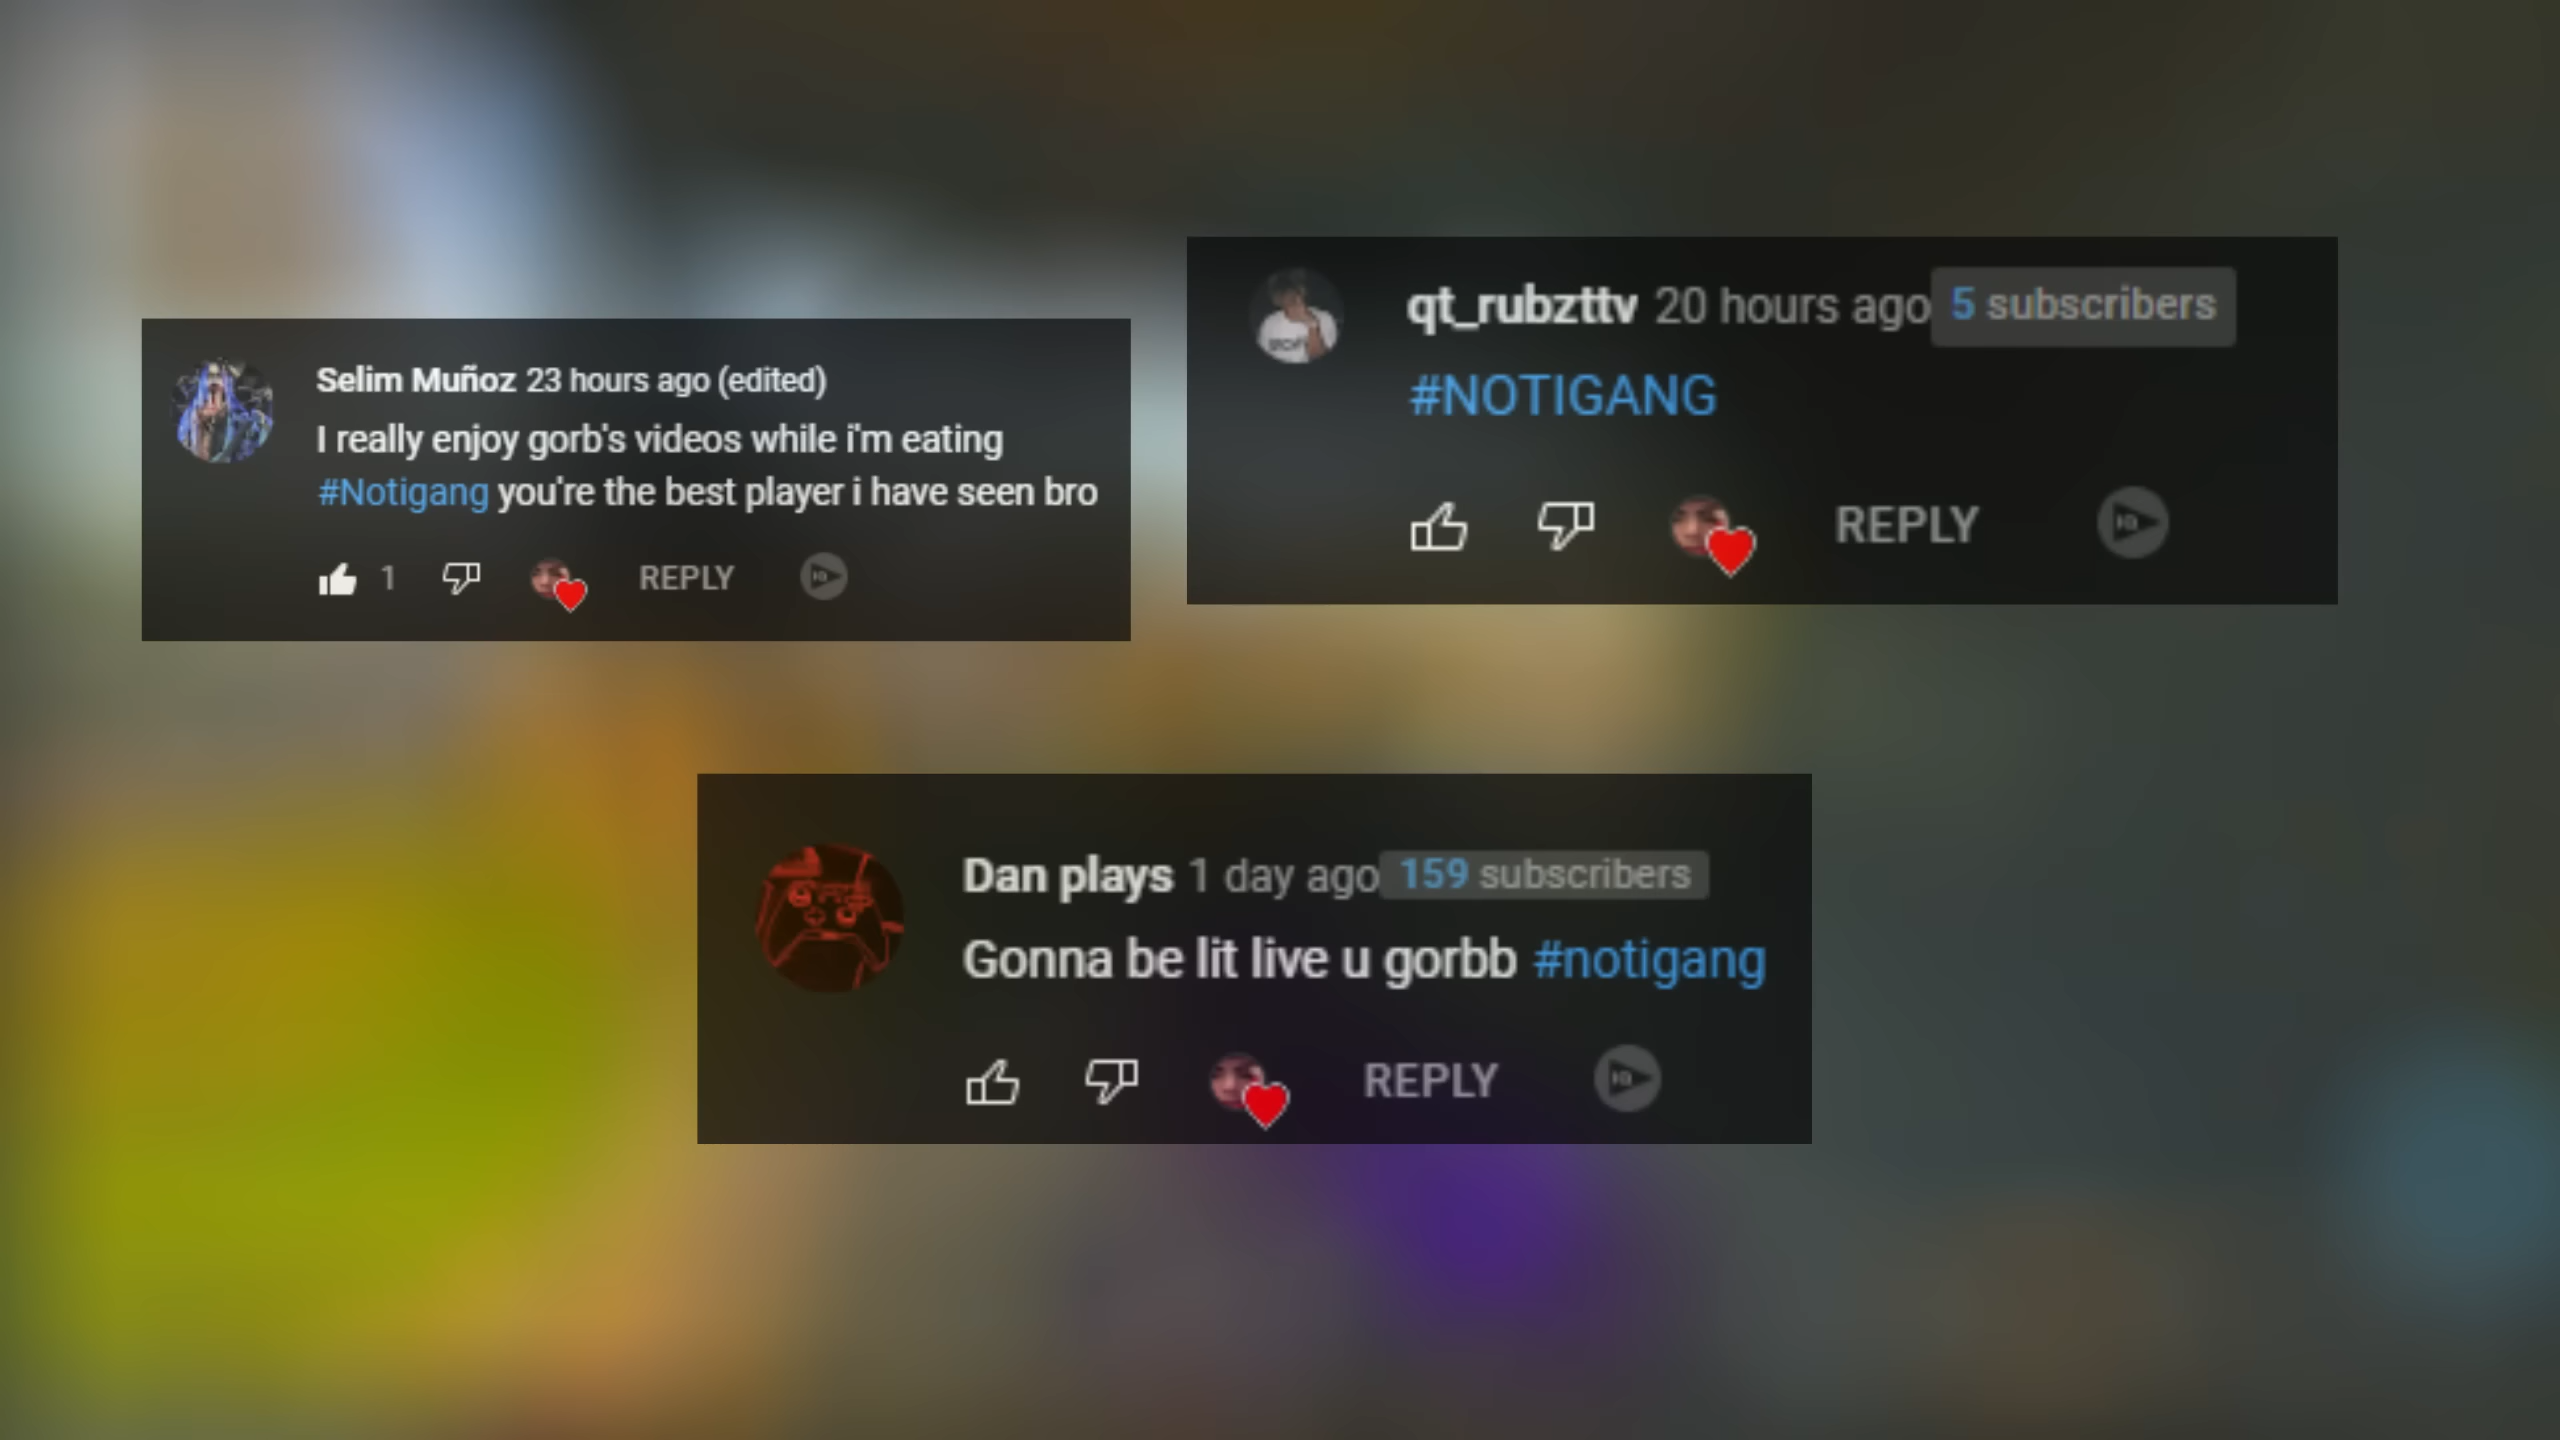 Selim Muñoz 23 hours ago (edited)
I really enjoy gorb's videos while i'm eating
#Notigang you're the best player i have seen bro
1 REPLY
qt_rubzttv 20 hours ago 5 subscribers
#NOTIGANG
REPLY
Dan plays 1 day ago 159 subscribers
Gonna be lit live u gorbb #notigang
REPLY